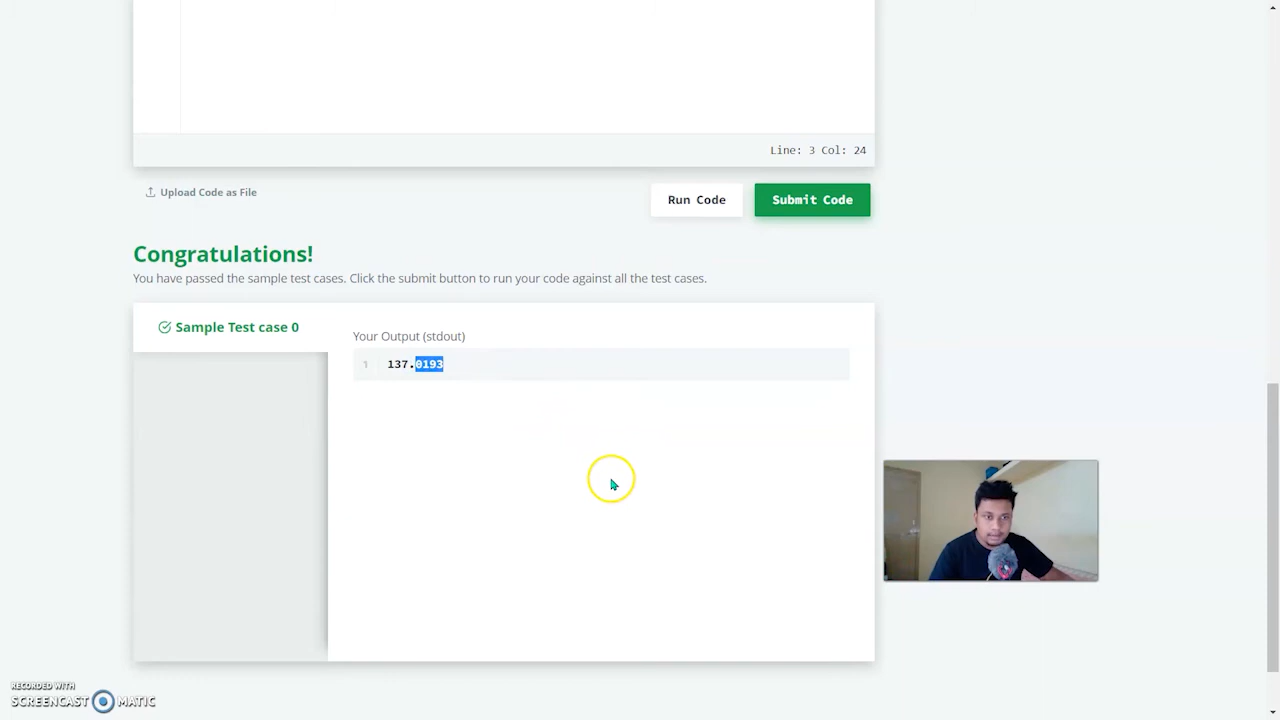 Line: 3 Col: 24
Upload Code as File
Run Code
Submit Code
Congratulations!
You have passed the sample test cases. Click the submit button to run your code against all the test cases.
Sample Test case 0
Your Output (stdout)
1 137.0193
RECORDED WITH
SCREENCAST MATIC